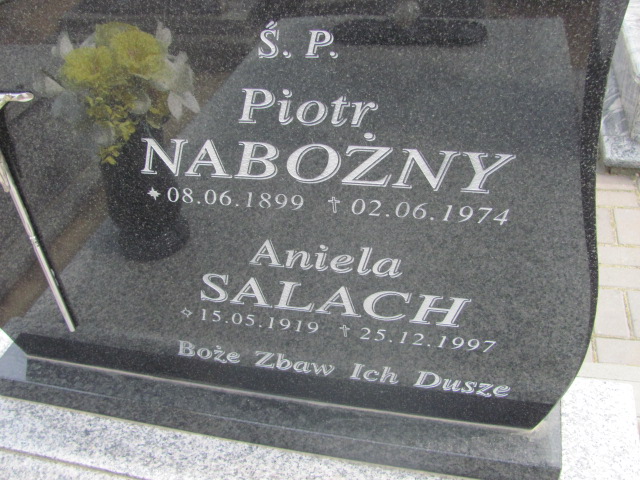 Ś. P.
Piotr
NABOŻNY
* 08.06.1899 † 02.06.1974
Aniela
SALACH
* 15.05.1919 † 25.12.1997
Boże Zbaw Ich Dusze